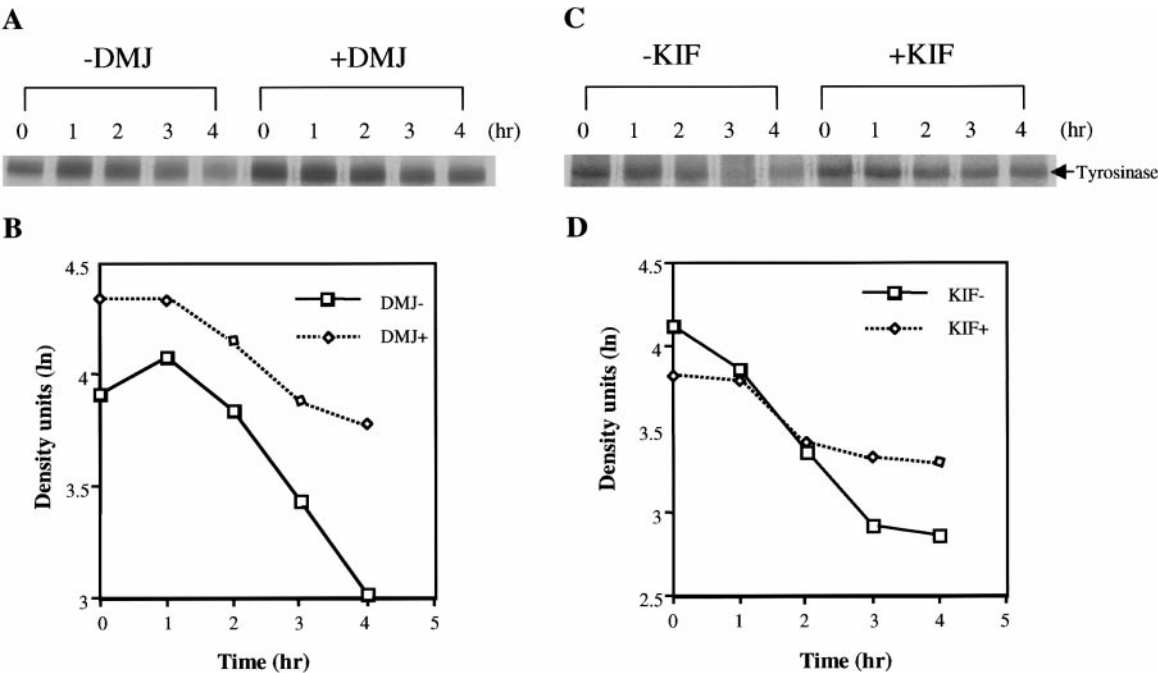 A
-DMJ +DMJ
0 1 2 3 4 0 1 2 3 4 (hr)
B
4.5
4
3.5
3
Density units (ln)
DMJ-
DMJ+
0 1 2 3 4 5
Time (hr)
C
-KIF +KIF
0 1 2 3 4 0 1 2 3 4 (hr)
Tyrosinase
D
4.5
4
3.5
3
2.5
Density units (ln)
KIF-
KIF+
0 1 2 3 4 5
Time (hr)